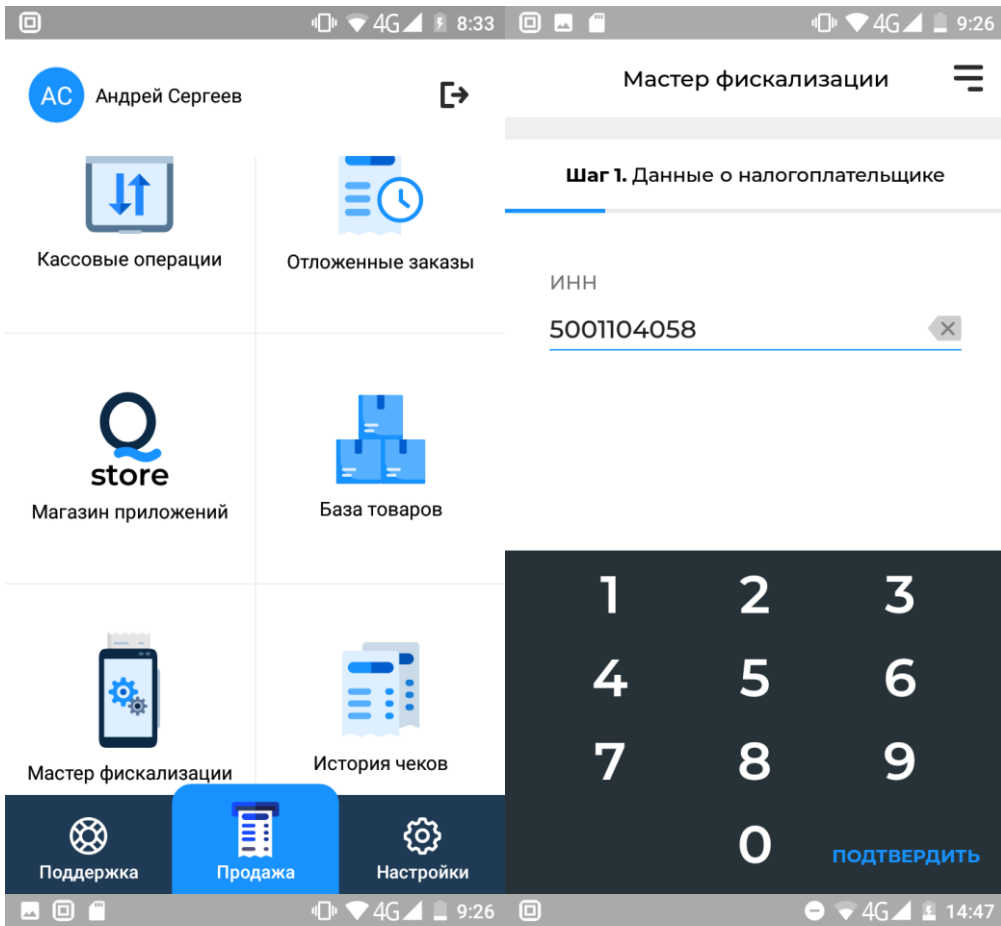 4G 8:33
АС Андрей Сергеев
Кассовые операции
Отложенные заказы
Q
store
Магазин приложений
База товаров
Мастер фискализации
История чеков
Поддержка
Продажа
Настройки
4G 9:26
4G 9:26
Мастер фискализации
Шаг 1. Данные о налогоплательщике
ИНН
5001104058
1 2 3
4 5 6
7 8 9
0 ПОДТВЕРДИТЬ
4G 14:47